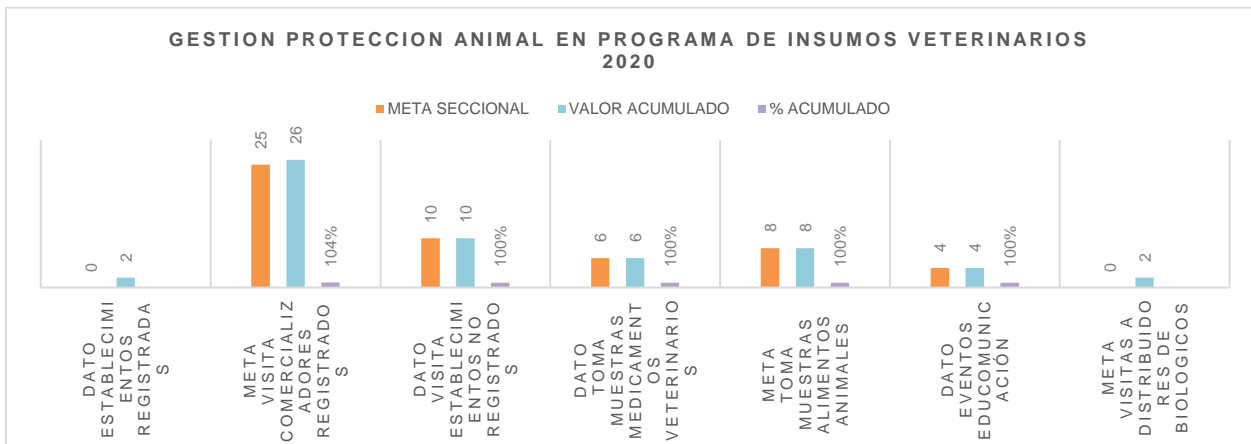 GESTION PROTECCION ANIMAL EN PROGRAMA DE INSUMOS VETERINARIOS
2020
META SECCIONAL VALOR ACUMULADO % ACUMULADO
0 2
25 26 104%
10 10 100%
6 6 100%
8 8 100%
4 4 100%
0 2
DATO
ESTABLECIMI
ENTOS
REGISTRADA
S
META
VISITA
COMERCIALIZ
ADORES
REGISTRADO
S
DATO
VISITA
ESTABLECIMI
ENTOS NO
REGISTRADO
S
DATO
TOMA
MUESTRAS
MEDICAMENT
OS
VETERINARIO
S
META
TOMA
MUESTRAS
ALIMENTOS
ANIMALES
DATO
EVENTOS
EDUCOMUNIC
ACIÓN
META
VISITAS A
DISTRIBUIDO
RES DE
BIOLOGICOS